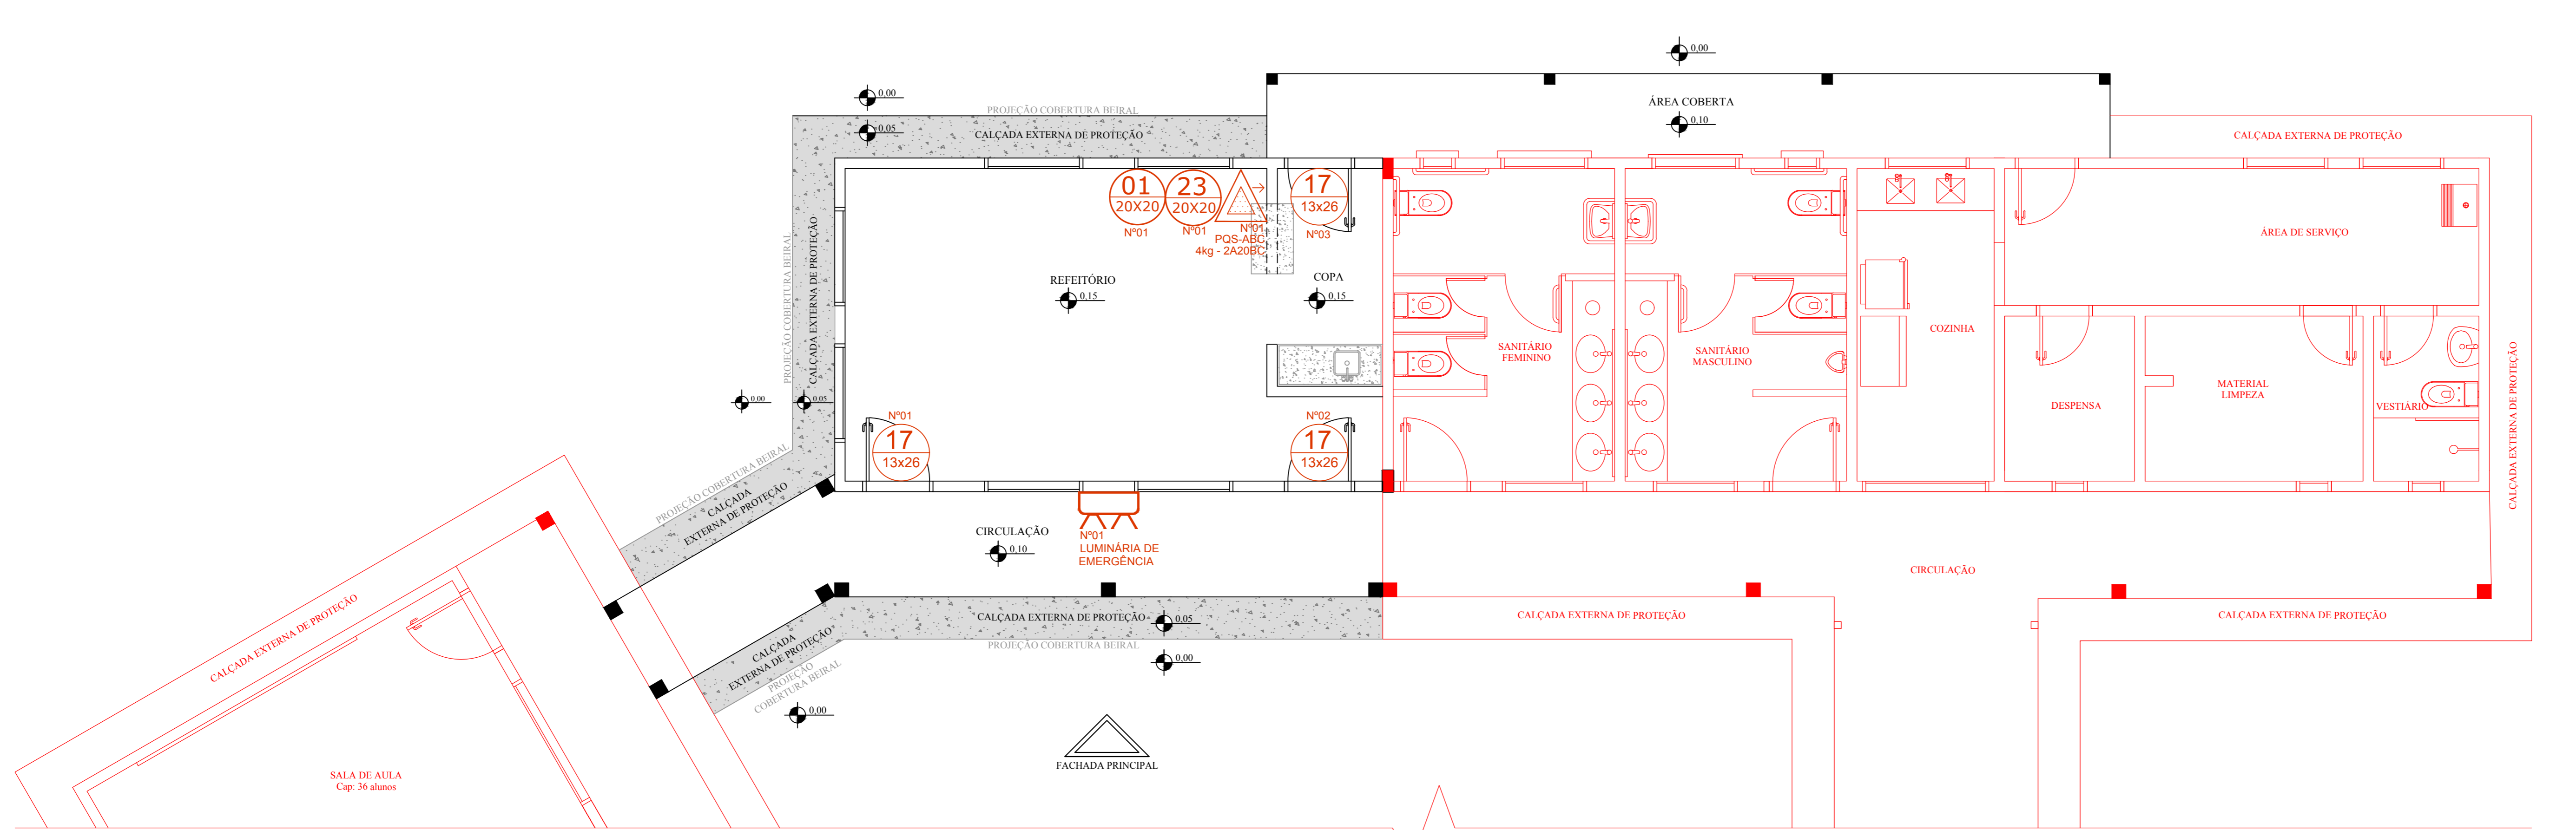 0,00
0,00
0,05
PROJEÇÃO COBERTURA BEIRAL
CALÇADA EXTERNA DE PROTEÇÃO
ÁREA COBERTA
0,10
CALÇADA EXTERNA DE PROTEÇÃO
01
20X20
Nº01
23
20X20
Nº01
Nº01
PQS-ABC
4kg - 2A20BC
17
13x26
Nº03
PROJEÇÃO COBERTURA BEIRAL
CALÇADA EXTERNA DE PROTEÇÃO
REFEITÓRIO
0,15
COPA
0,15
ÁREA DE SERVIÇO
SANITÁRIO
FEMININO
SANITÁRIO
MASCULINO
COZINHA
DESPENSA
MATERIAL
LIMPEZA
VESTIÁRIO
CALÇADA EXTERNA DE PROTEÇÃO
0,00
0,05
Nº01
17
13x26
Nº02
17
13x26
PROJEÇÃO COBERTURA BEIRAL
CALÇADA
EXTERNA DE PROTEÇÃO
CIRCULAÇÃO
0,10
Nº01
LUMINÁRIA DE
EMERGÊNCIA
CIRCULAÇÃO
CALÇADA EXTERNA DE PROTEÇÃO
CALÇADA EXTERNA DE PROTEÇÃO
0,05
CALÇADA EXTERNA DE PROTEÇÃO
CALÇADA EXTERNA DE PROTEÇÃO
PROJEÇÃO COBERTURA BEIRAL
0,00
CALÇADA
EXTERNA DE PROTEÇÃO
PROJEÇÃO
COBERTURA BEIRAL
0,00
FACHADA PRINCIPAL
SALA DE AULA
Cap: 36 alunos